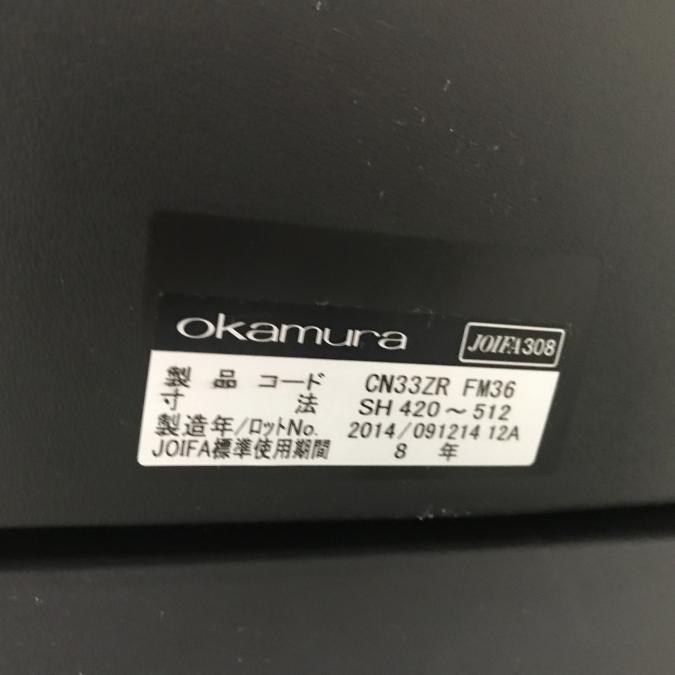 okamura
JOIFA308
製品コード CN33ZR FM36
寸法 SH 420～512
製造年/ロットNo. 2014/091214 12A
JOIFA標準使用期間 8 年